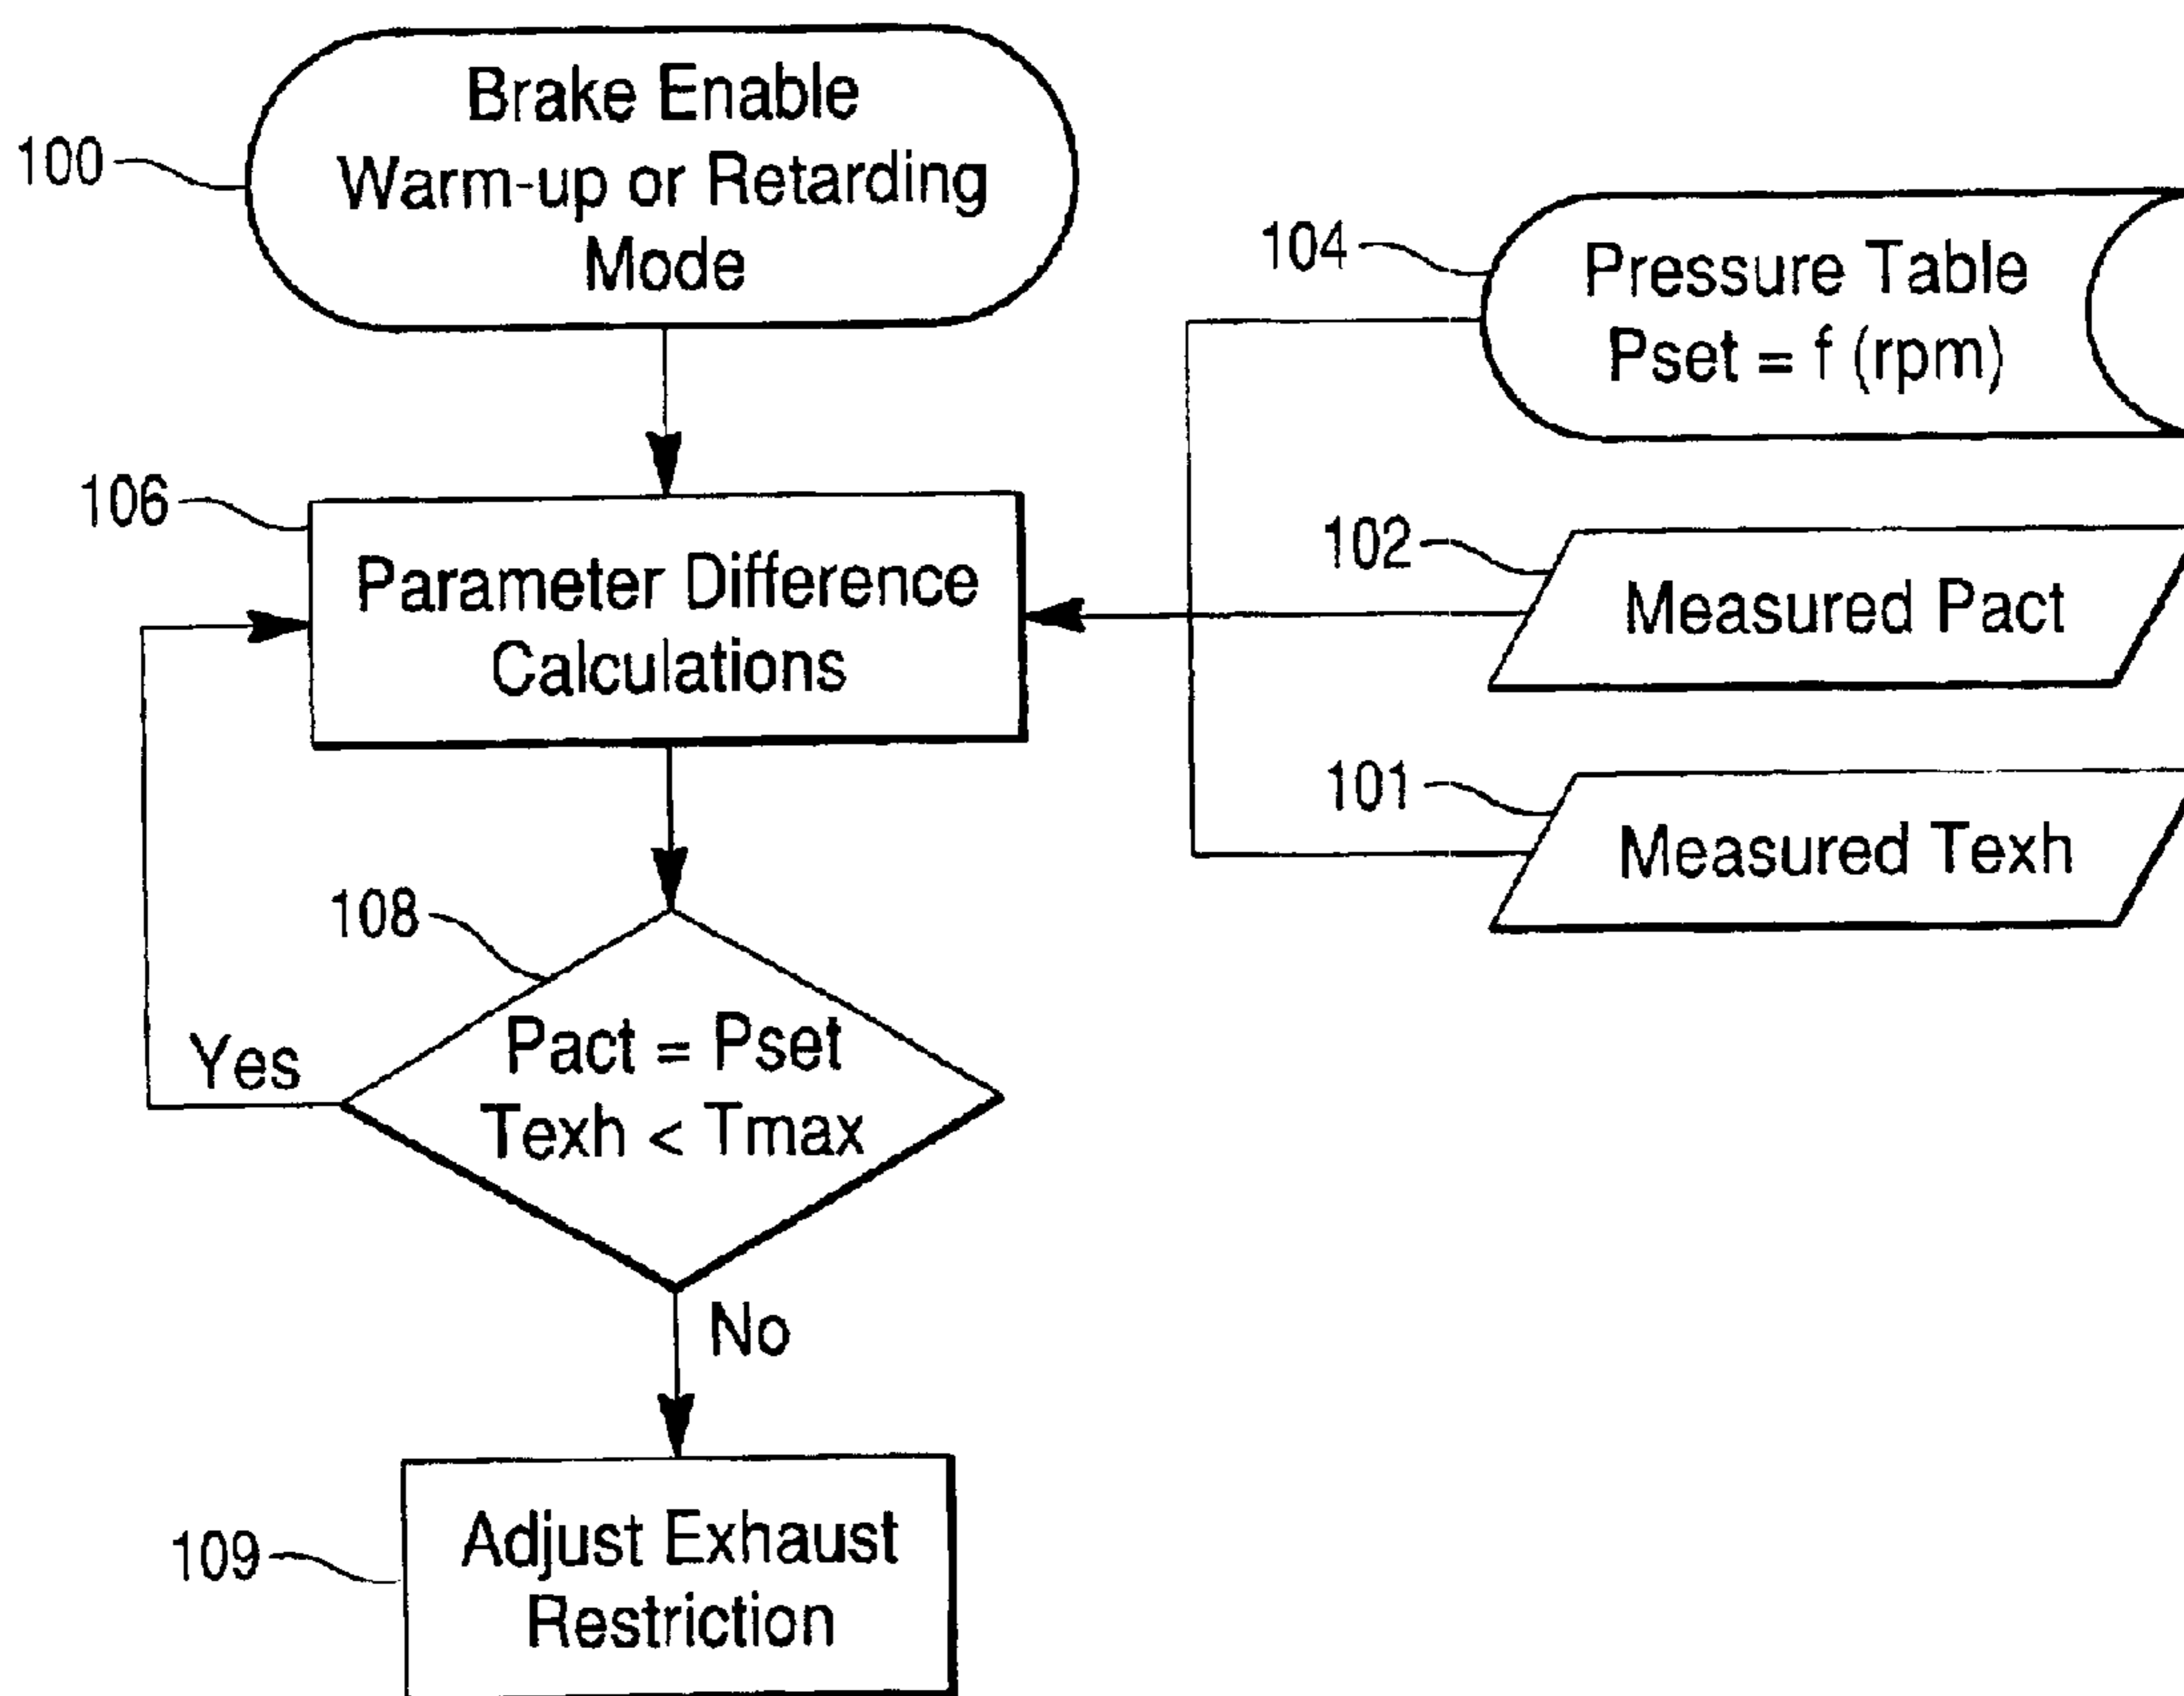 100
Brake Enable
Warm-up or Retarding
Mode
104
Pressure Table
Pset = f (rpm)
106
Parameter Difference
Calculations
102
Measured Pact
101
Measured Texh
108
Pact = Pset
Texh < Tmax
Yes
No
109
Adjust Exhaust
Restriction